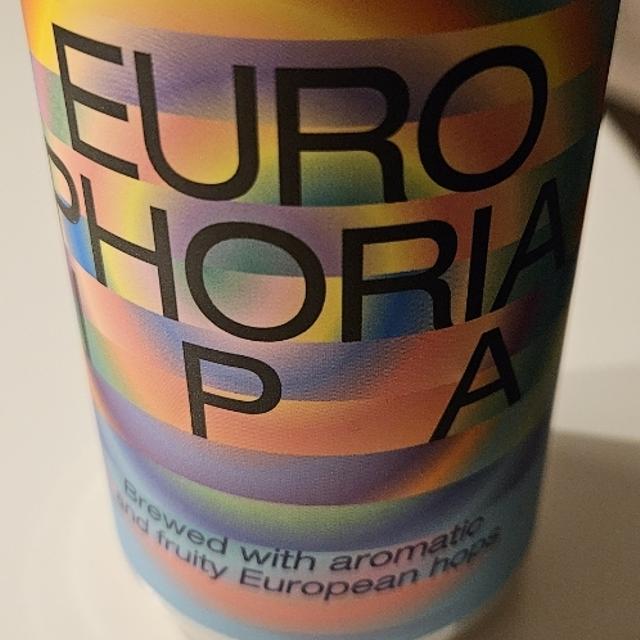 EURO
PHORIA
I P A
Brewed with aromatic
and fruity European hops